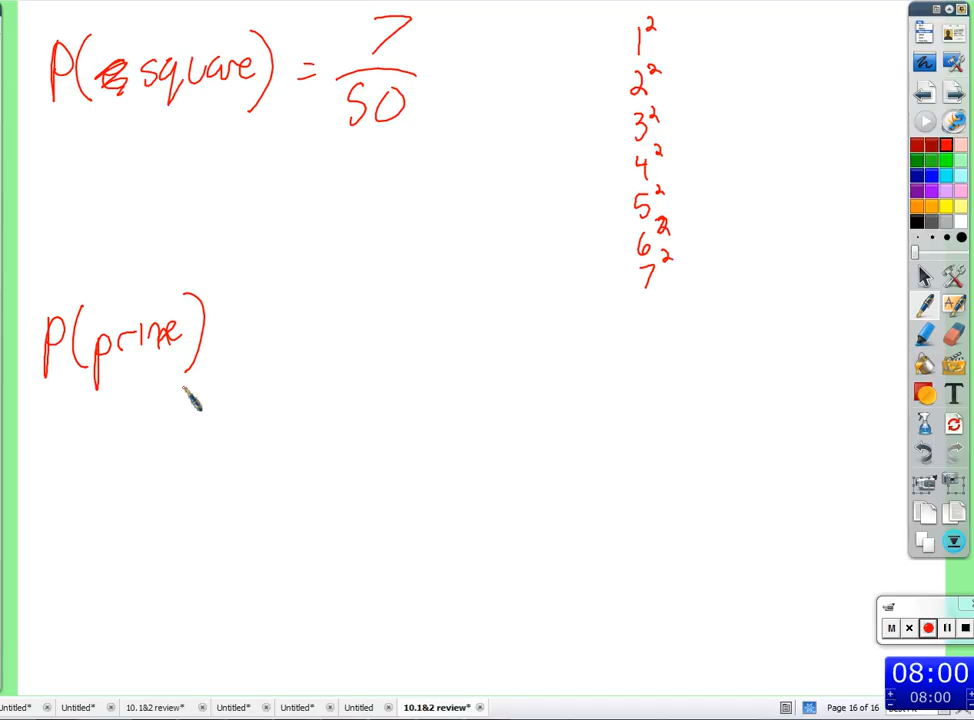 P(square) = 7/50
1²
2²
3²
4²
5²
6²
7²
P(prime)
M
08:00
08:00
Untitled* Untitled* 10.1&2 review* Untitled* Untitled* Untitled 10.1&2 review* Page 16 of 16